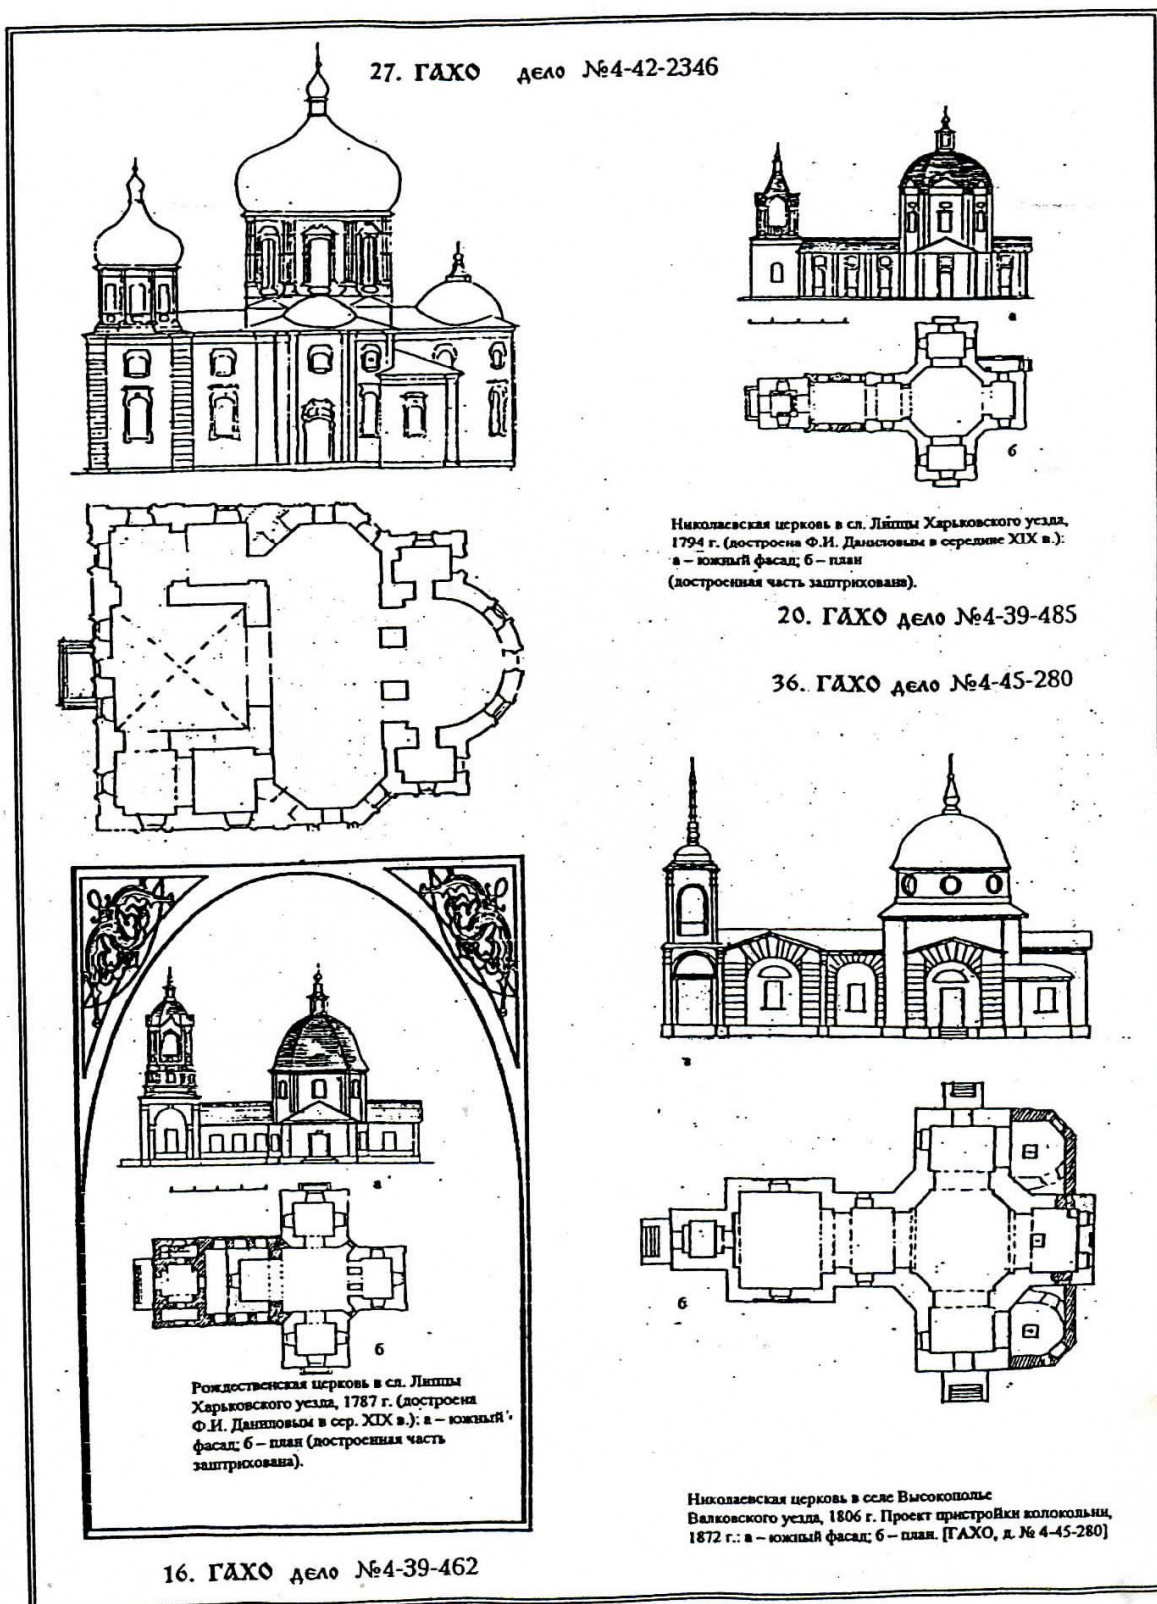 27. ГАХО дело №4-42-2346
а
б
Николаевская церковь в сл. Липцы Харьковского уезда,
1794 г. (достроена Ф.И. Даниловым в середине XIX в.):
а – южный фасад; б – план
(достроенная часть заштрихована).
20. ГАХО дело №4-39-485
36. ГАХО дело №4-45-280
а
б
Николаевская церковь в селе Высокополье
Валковского уезда, 1806 г. Проект пристройки колокольни,
1872 г.: а – южный фасад; б – план. [ГАХО, д. № 4-45-280]
а
б
Рождественская церковь в сл. Липцы
Харьковского уезда, 1787 г. (достроена
Ф.И. Даниловым в сер. XIX в.): а – южный
фасад; б – план (достроенная часть
заштрихована).
16. ГАХО дело №4-39-462